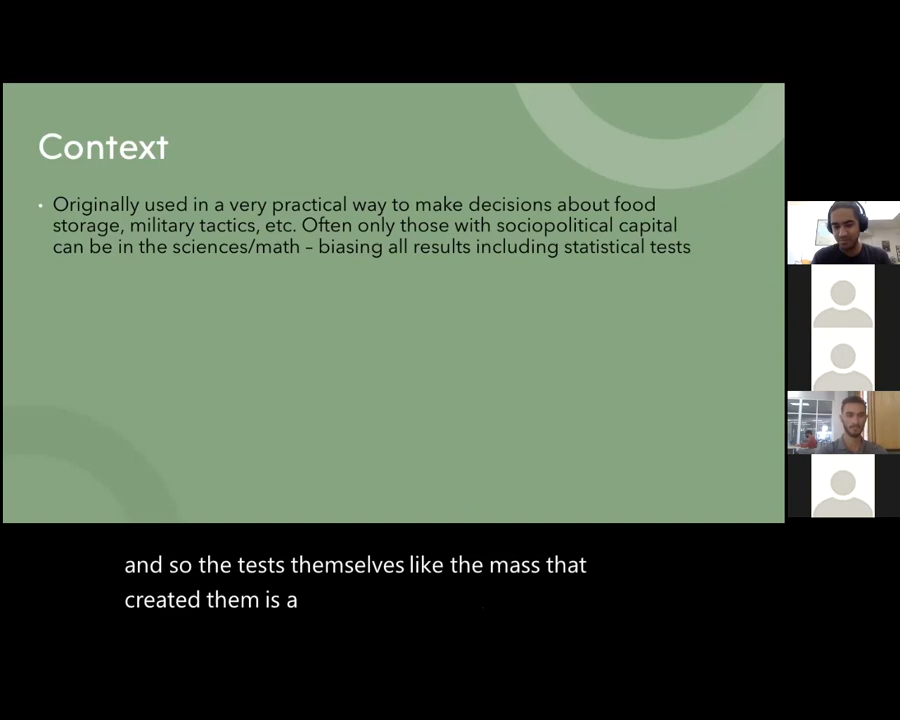 Context
• Originally used in a very practical way to make decisions about food
storage, military tactics, etc. Often only those with sociopolitical capital
can be in the sciences/math – biasing all results including statistical tests
and so the tests themselves like the mass that
created them is a